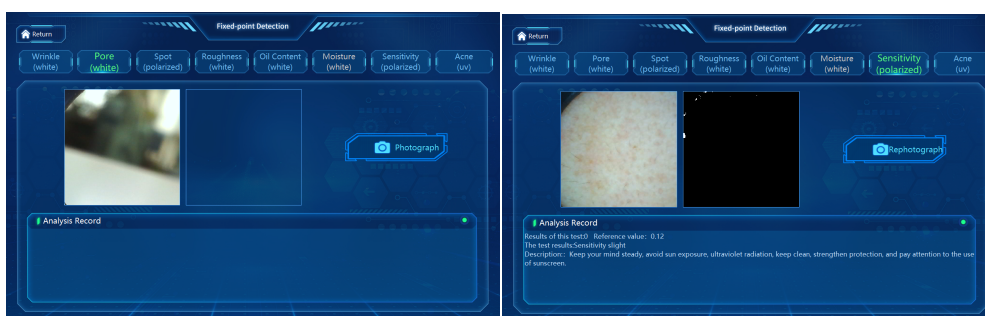 Fixed-point Detection
Return
Wrinkle
(white)
Pore
(white)
Spot
(polarized)
Roughness
(white)
Oil Content
(white)
Moisture
(white)
Sensitivity
(polarized)
Acne
(uv)
Photograph
Analysis Record
Fixed-point Detection
Return
Wrinkle
(white)
Pore
(white)
Spot
(polarized)
Roughness
(white)
Oil Content
(white)
Moisture
(white)
Sensitivity
(polarized)
Acne
(uv)
Rephotograph
Analysis Record
Results of this test:0 Reference value: 0.12
The test results:Sensitivity slight
Description:: Keep your mind steady, avoid sun exposure, ultraviolet radiation, keep clean, strengthen protection, and pay attention to the use
of sunscreen.